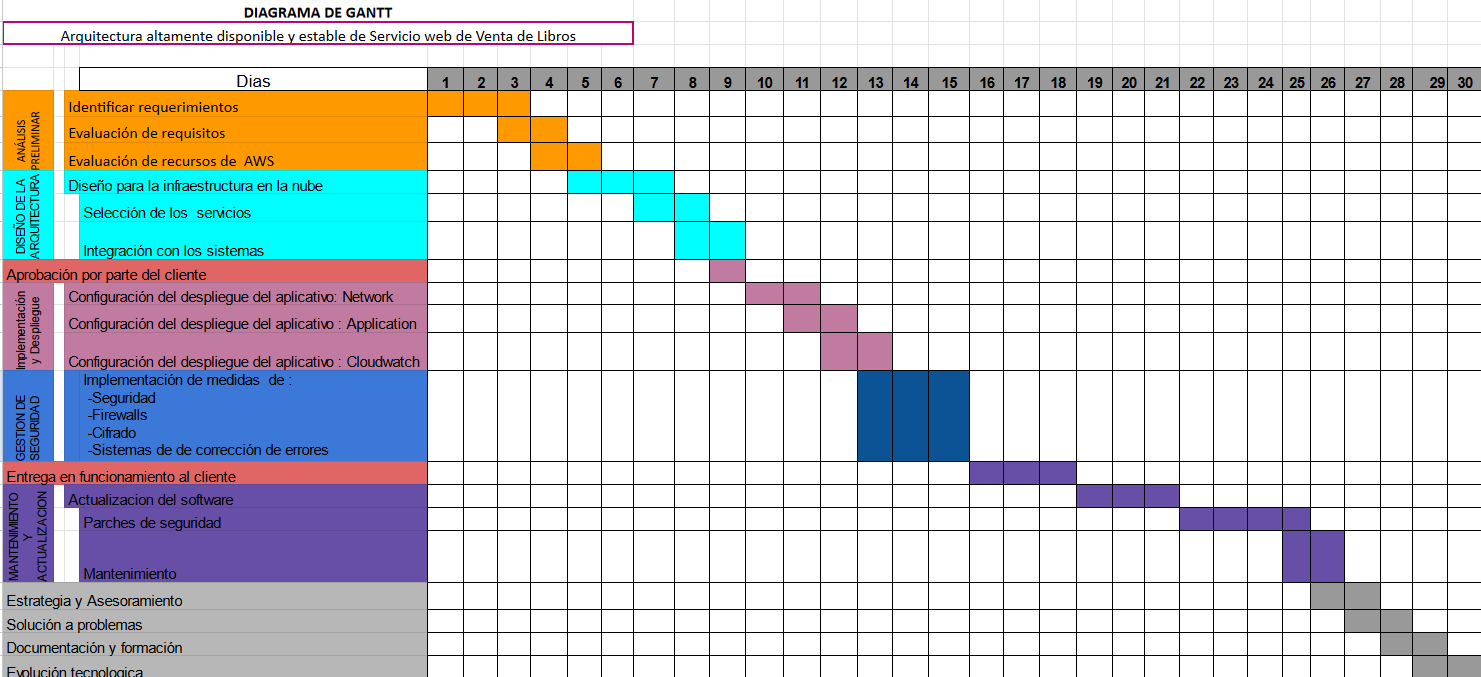 DIAGRAMA DE GANTT
Arquitectura altamente disponible y estable de Servicio web de Venta de Libros
Dias 1 2 3 4 5 6 7 8 9 10 11 12 13 14 15 16 17 18 19 20 21 22 23 24 25 26 27 28 29 30
ANÁLISIS
PRELIMINAR
Identificar requerimientos
Evaluación de requisitos
Evaluación de recursos de  AWS
DISEÑO DE LA
ARQUITECTURA
Diseño para la infraestructura en la nube
Selección de los  servicios
Integración con los sistemas
Aprobación por parte del cliente
Implementación
y Despliegue
Configuración del despliegue del aplicativo: Network
Configuración del despliegue del aplicativo : Application
Configuración del despliegue del aplicativo : Cloudwatch
GESTION DE
SEGURIDAD
Implementación de medidas  de :
-Seguridad
-Firewalls
-Cifrado
-Sistemas de de corrección de errores
Entrega en funcionamiento al cliente
MANTENIMIENTO
Y
ACTUALIZACION
Actualizacion del software
Parches de seguridad
Mantenimiento
Estrategia y Asesoramiento
Solución a problemas
Documentación y formación
Evolución tecnologica